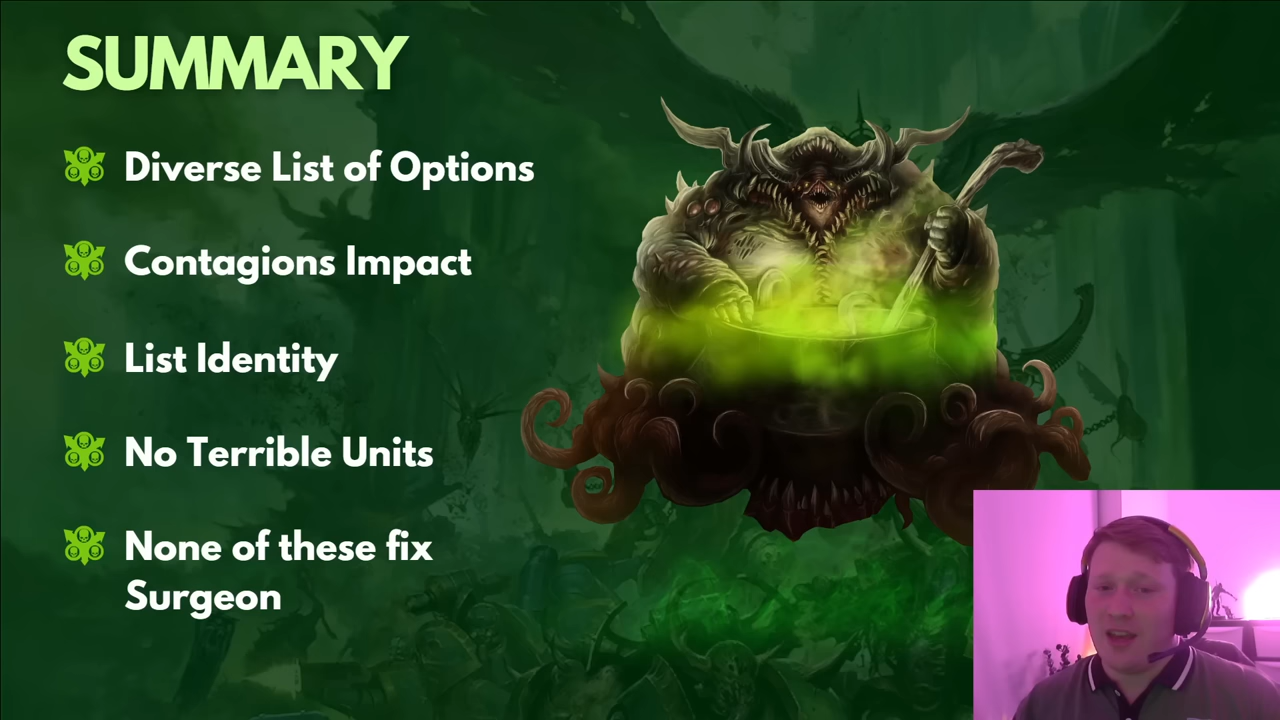 SUMMARY
Diverse List of Options
Contagions Impact
List Identity
No Terrible Units
None of these fix
Surgeon